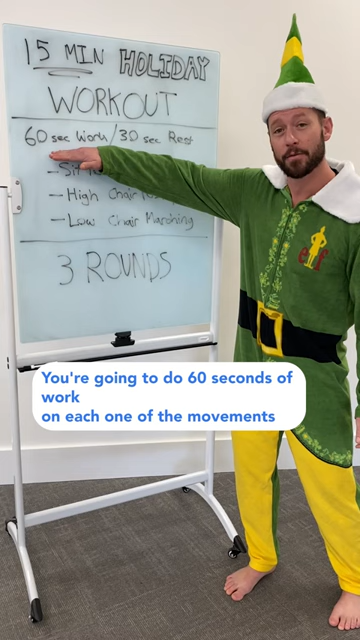 15 MIN HOLIDAY
WORKOUT
60 sec Work/30 sec Rest
- Sit
- High Chair
- Low Chair Marching
3 ROUNDS
elf
You're going to do 60 seconds of
work
on each one of the movements